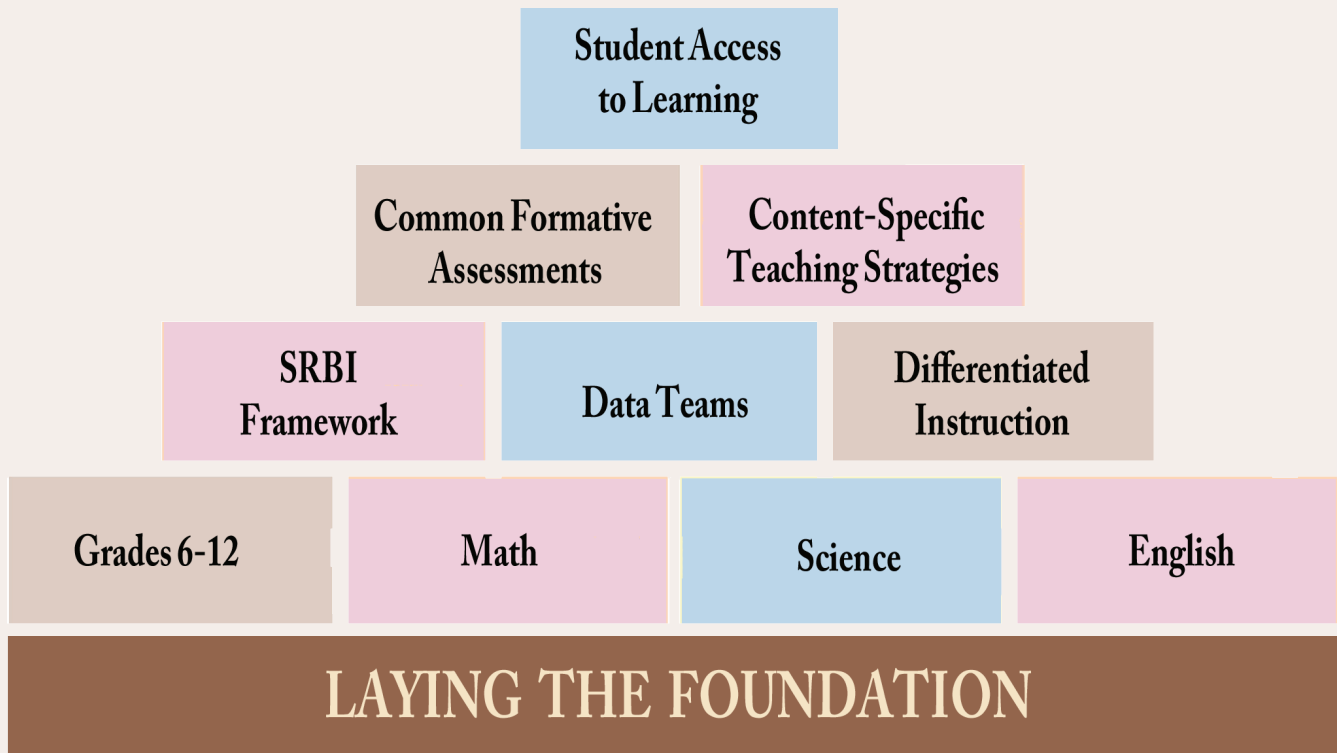 Student Access
to Learning
Common Formative
Assessments
Content-Specific
Teaching Strategies
SRBI
Framework
Data Teams
Differentiated
Instruction
Grades 6-12
Math
Science
English
LAYING THE FOUNDATION